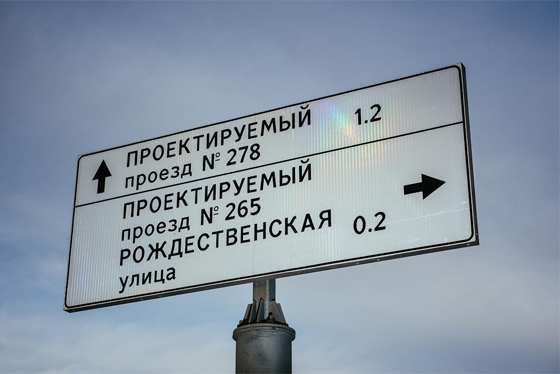 ПРОЕКТИРУЕМЫЙ 1.2
проезд № 278
ПРОЕКТИРУЕМЫЙ
проезд № 265
РОЖДЕСТВЕНСКАЯ 0.2
улица